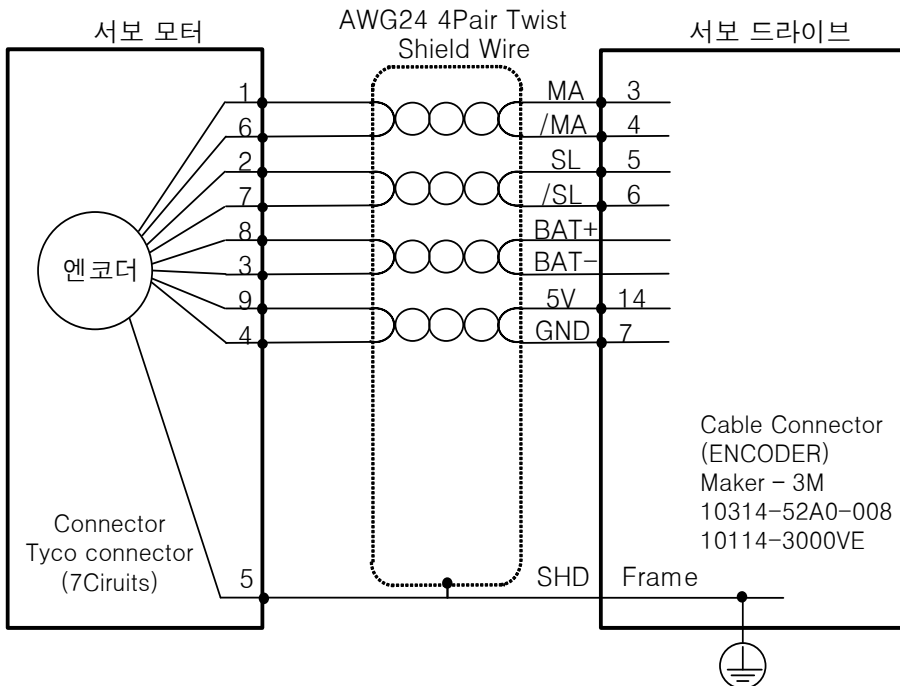 서보 모터
AWG24 4Pair Twist
Shield Wire
서보 드라이브
1
MA
3
6
/MA
4
2
SL
5
7
/SL
6
8
BAT+
3
BAT-
9
5V
14
4
GND
7
엔코더
Cable Connector
(ENCODER)
Maker - 3M
10314-52A0-008
10114-3000VE
Connector
Tyco connector
(7Ciruits)
5
SHD
Frame